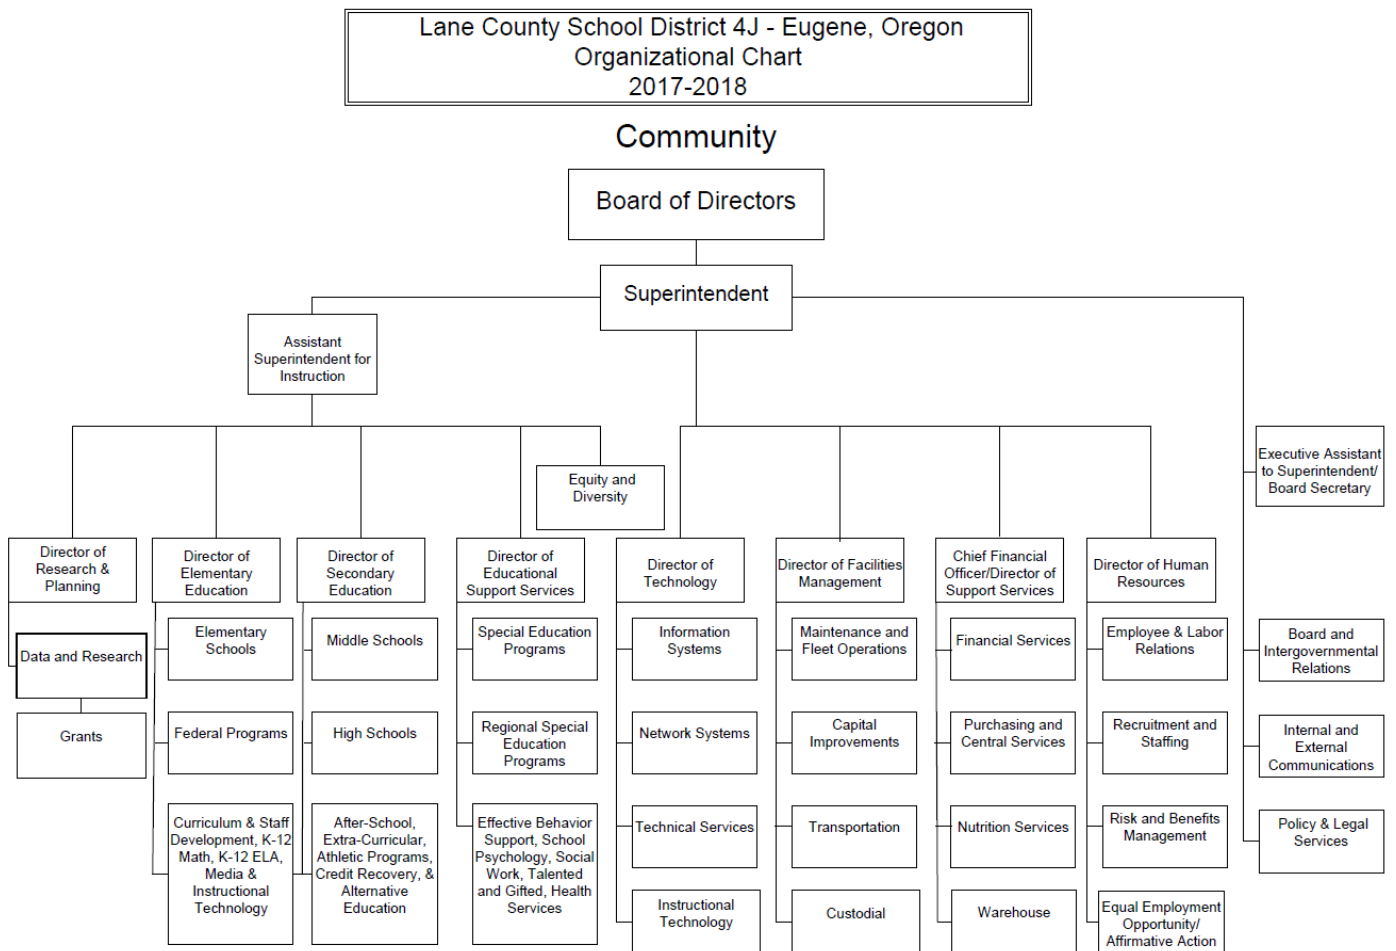 Lane County School District 4J - Eugene, Oregon
Organizational Chart
2017-2018
Community
Board of Directors
Superintendent
Assistant
Superintendent for
Instruction
Executive Assistant
to Superintendent/
Board Secretary
Equity and
Diversity
Director of
Research &
Planning
Director of
Elementary
Education
Director of
Secondary
Education
Director of
Educational
Support Services
Director of
Technology
Director of Facilities
Management
Chief Financial
Officer/Director of
Support Services
Director of Human
Resources
Data and Research
Elementary
Schools
Middle Schools
Special Education
Programs
Information
Systems
Maintenance and
Fleet Operations
Financial Services
Employee & Labor
Relations
Board and
Intergovernmental
Relations
Grants
Federal Programs
High Schools
Regional Special
Education
Programs
Network Systems
Capital
Improvements
Purchasing and
Central Services
Recruitment and
Staffing
Internal and
External
Communications
Curriculum & Staff
Development, K-12
Math, K-12 ELA,
Media &
Instructional
Technology
After-School,
Extra-Curricular,
Athletic Programs,
Credit Recovery, &
Alternative
Education
Effective Behavior
Support, School
Psychology, Social
Work, Talented
and Gifted, Health
Services
Technical Services
Transportation
Nutrition Services
Risk and Benefits
Management
Policy & Legal
Services
Instructional
Technology
Custodial
Warehouse
Equal Employment
Opportunity/
Affirmative Action